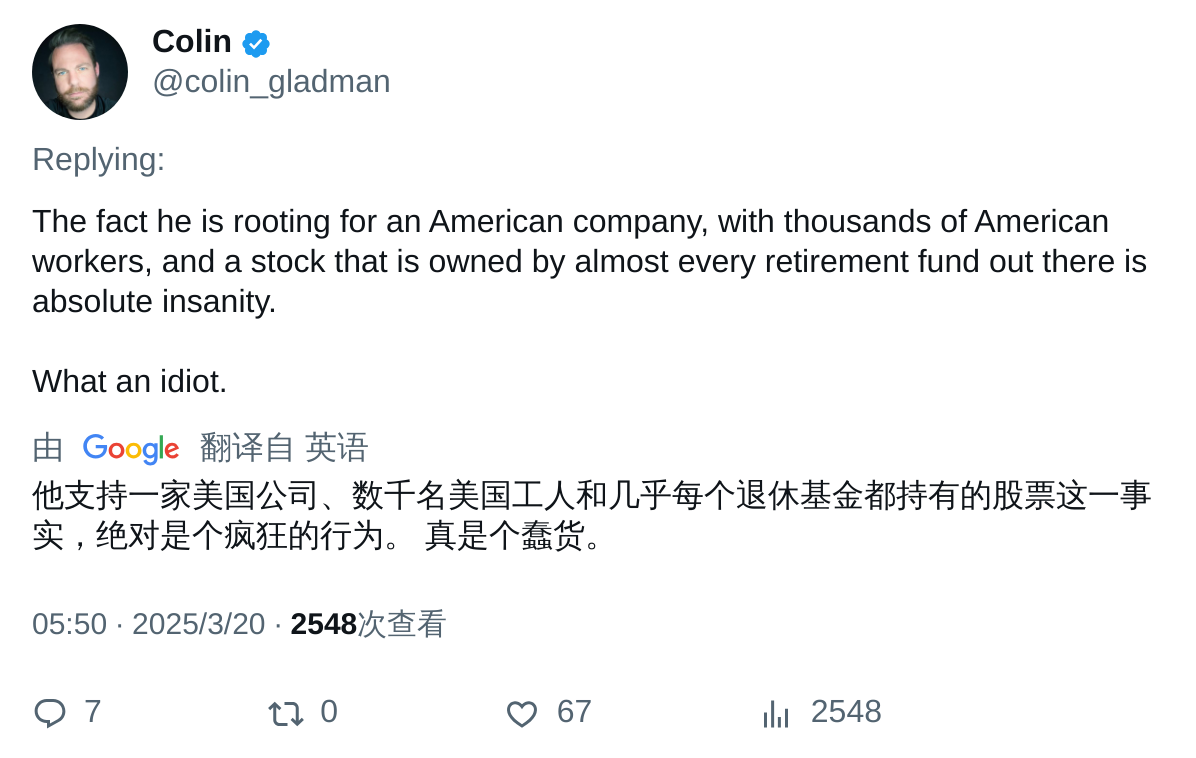 Colin
@colin_gladman
Replying:
The fact he is rooting for an American company, with thousands of American
workers, and a stock that is owned by almost every retirement fund out there is
absolute insanity.
What an idiot.
由 Google 翻译自 英语
他支持一家美国公司、数千名美国工人和几乎每个退休基金都持有的股票这一事
实，绝对是个疯狂的行为。 真是个蠢货。
05:50 · 2025/3/20 · 2548次查看
7 0 67 2548